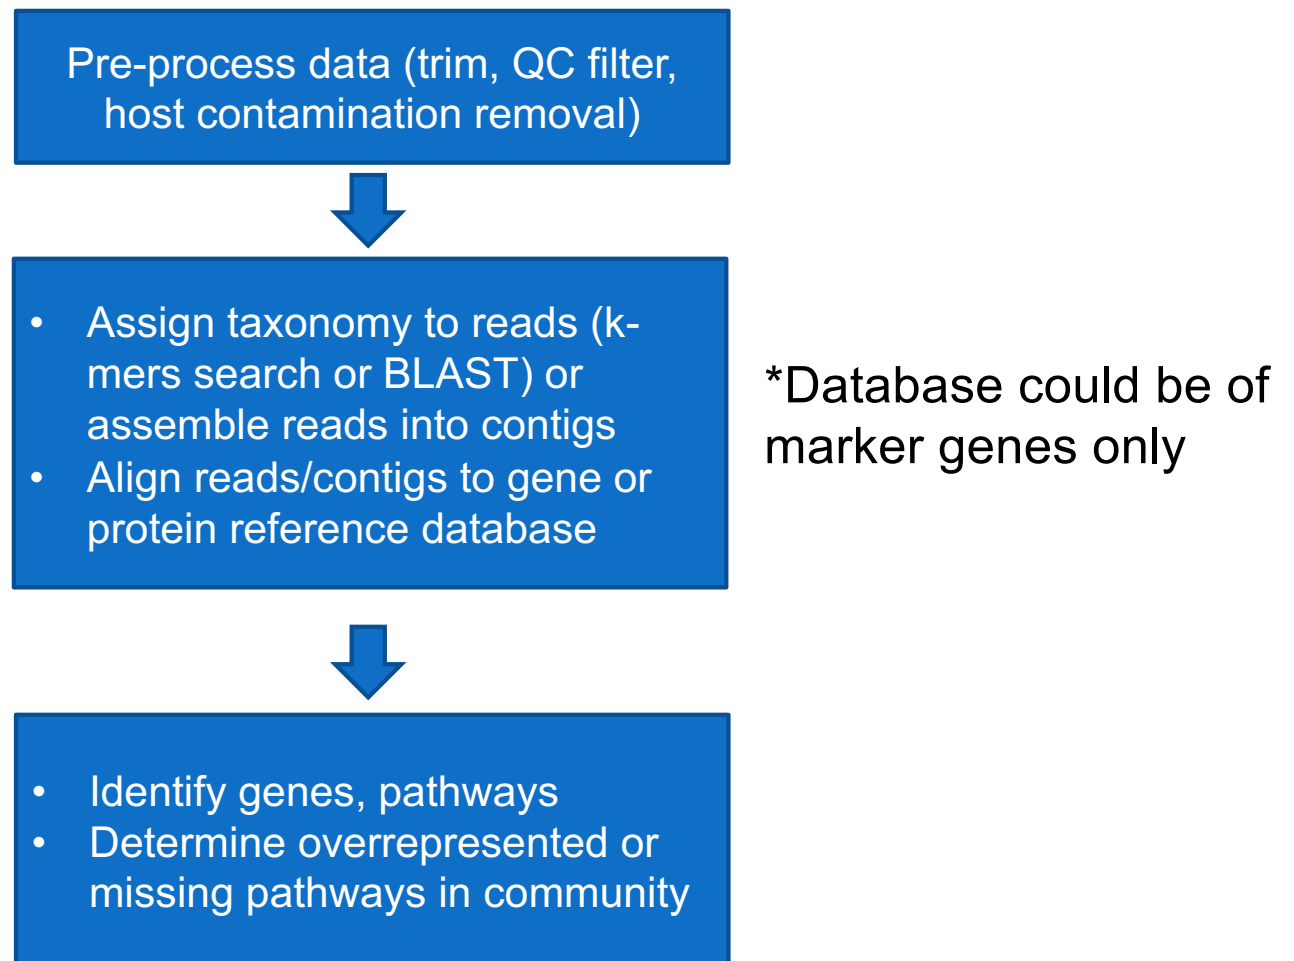 Pre-process data (trim, QC filter,
host contamination removal)
• Assign taxonomy to reads (k-
mers search or BLAST) or
assemble reads into contigs
• Align reads/contigs to gene or
protein reference database
*Database could be of
marker genes only
• Identify genes, pathways
• Determine overrepresented or
missing pathways in community